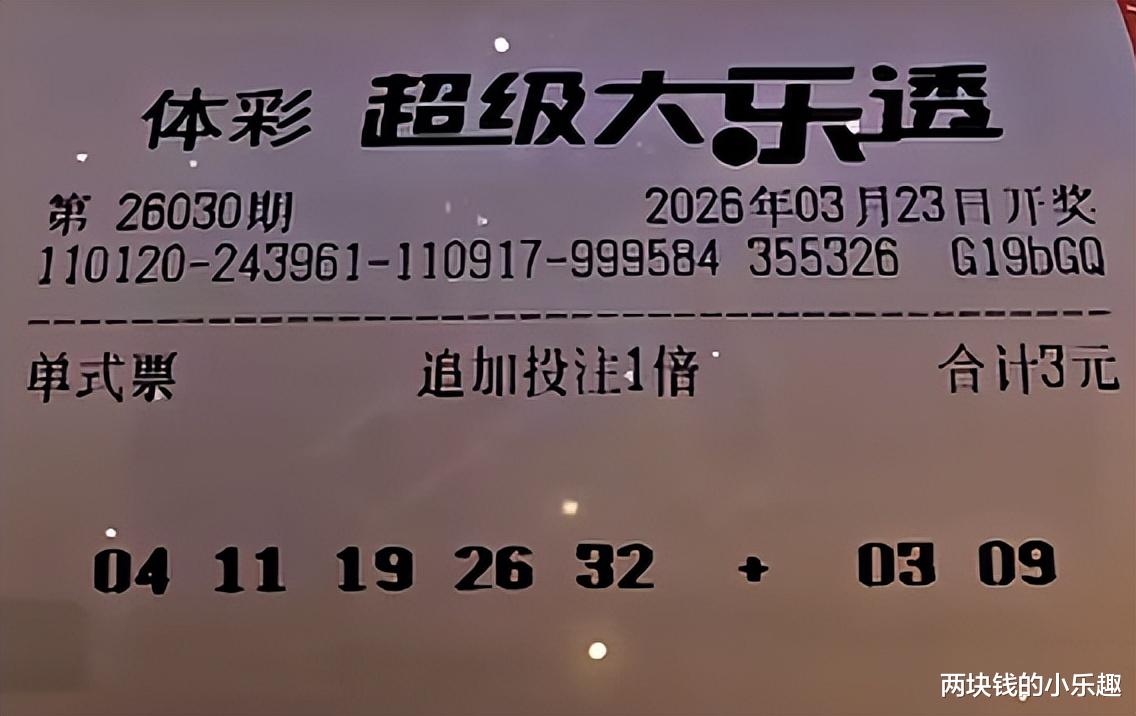 体彩 超级大乐透
第 26030期 2026年03月23日开奖
110120-243961-110917-999584 355326 G19bGQ
单式票 追加投注1倍 合计3元
04 11 19 26 32 + 03 09
两块钱的小乐趣